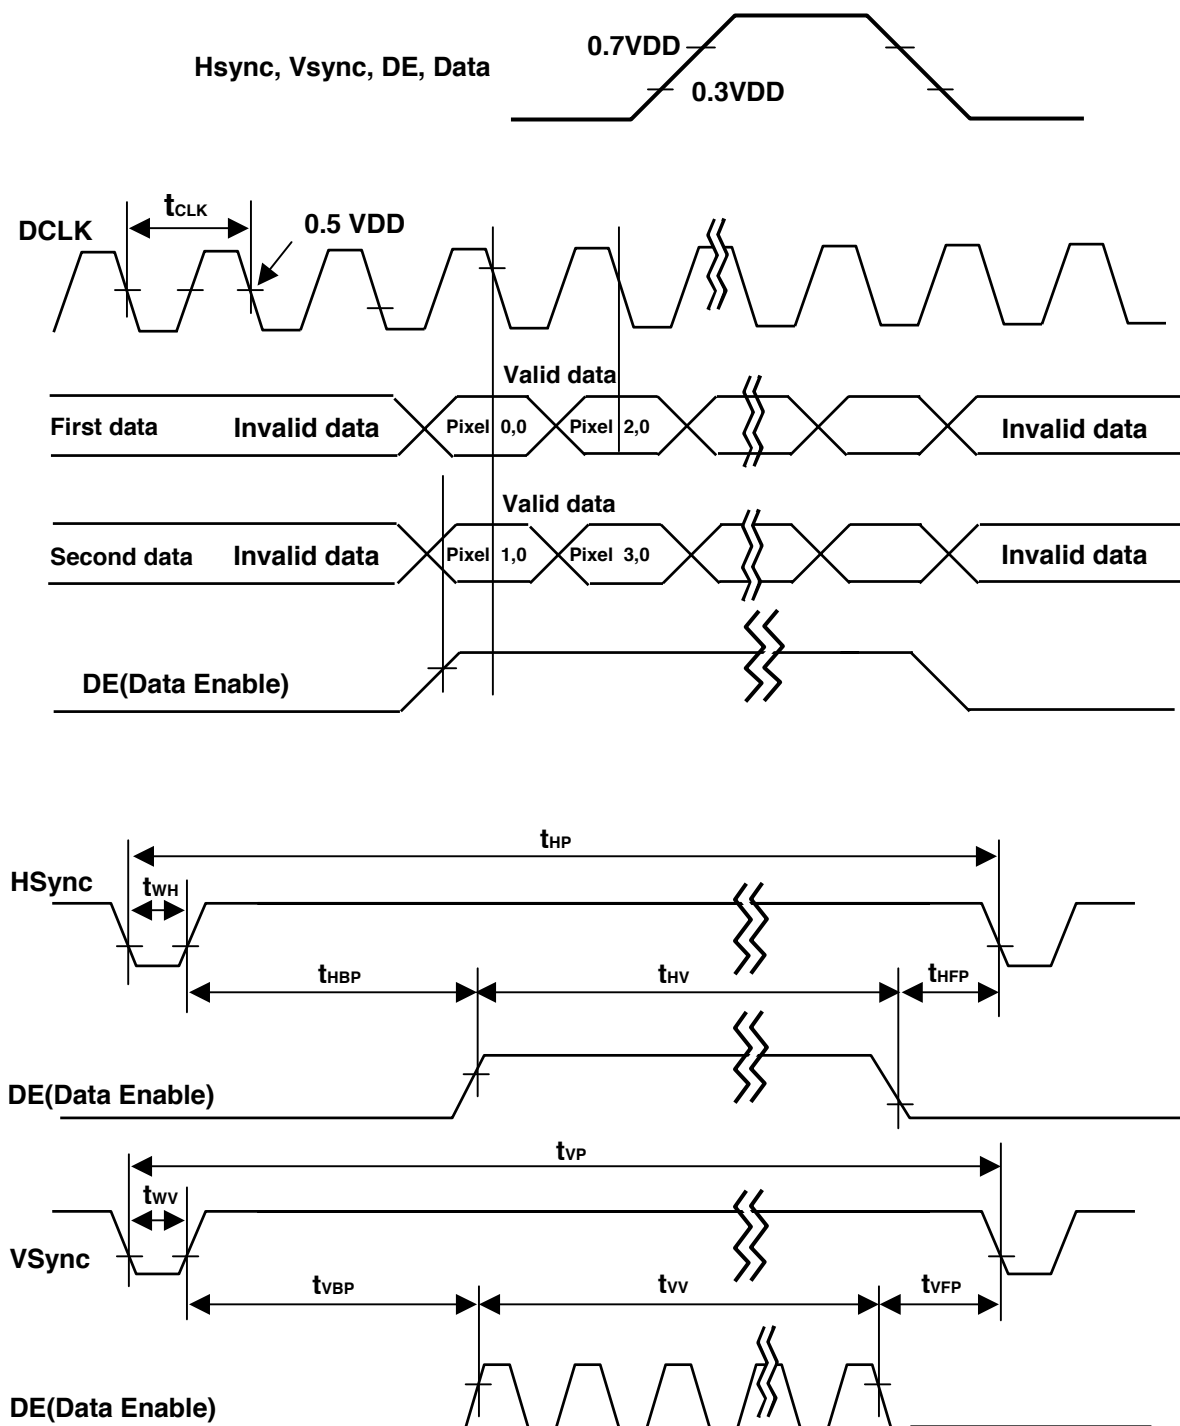 0.7VDD
Hsync, Vsync, DE, Data
0.3VDD
tCLK
DCLK
0.5 VDD
Valid data
First data Invalid data Pixel 0,0 Pixel 2,0 Invalid data
Valid data
Second data Invalid data Pixel 1,0 Pixel 3,0 Invalid data
DE(Data Enable)
tHP
HSync
tWH
tHBP tHV tHFP
DE(Data Enable)
tVP
tWV
VSync
tVBP tVV tVFP
DE(Data Enable)